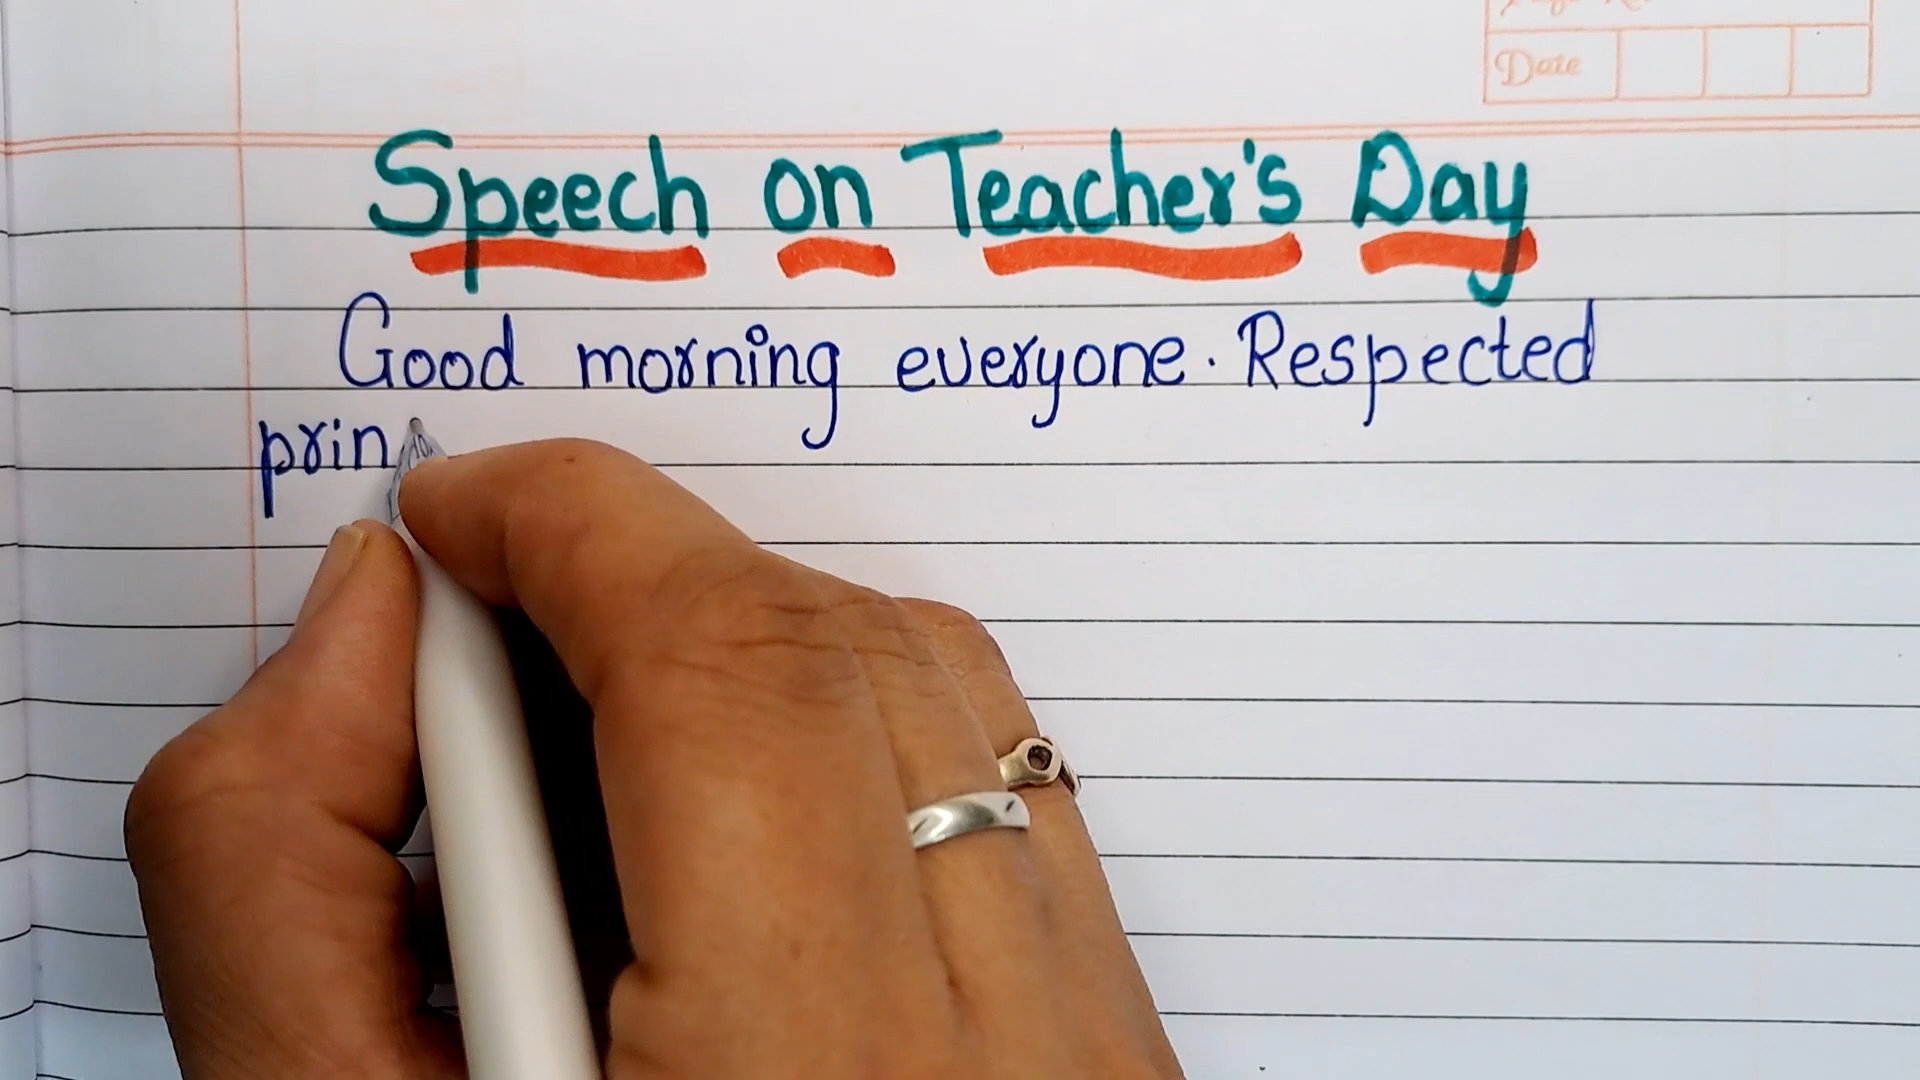 Date
Speech on Teacher's Day
Good morning everyone. Respected
prin